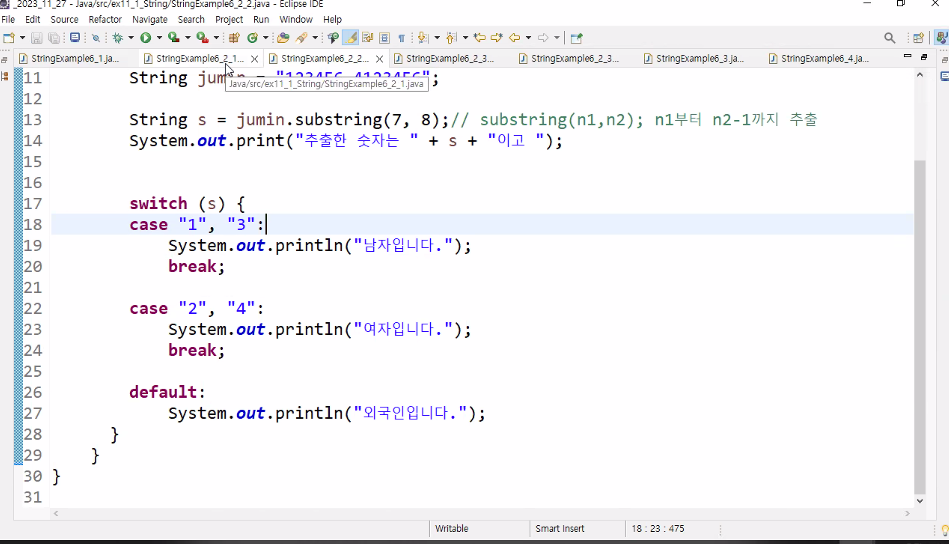 _2023_11_27 - Java/src/ex11_1_String/StringExample6_2_2.java - Eclipse IDE
File Edit Source Refactor Navigate Search Project Run Window Help
StringExample6_1.ja... StringExample6_2_1... StringExample6_2_2... StringExample6_2_3... StringExample6_2_3... StringExample6_3.ja... StringExample6_4.ja...
11 String jumin = "123456-4123456";
Java/src/ex11_1_String/StringExample6_2_1.java
12
13 String s = jumin.substring(7, 8);// substring(n1,n2); n1부터 n2-1까지 추출
14 System.out.print("추출한 숫자는 " + s + "이고 ");
15
16
17 switch (s) {
18 case "1", "3":
19 System.out.println("남자입니다.");
20 break;
21
22 case "2", "4":
23 System.out.println("여자입니다.");
24 break;
25
26 default:
27 System.out.println("외국인입니다.");
28 }
29 }
30 }
31
Writable Smart Insert 18 : 23 : 475